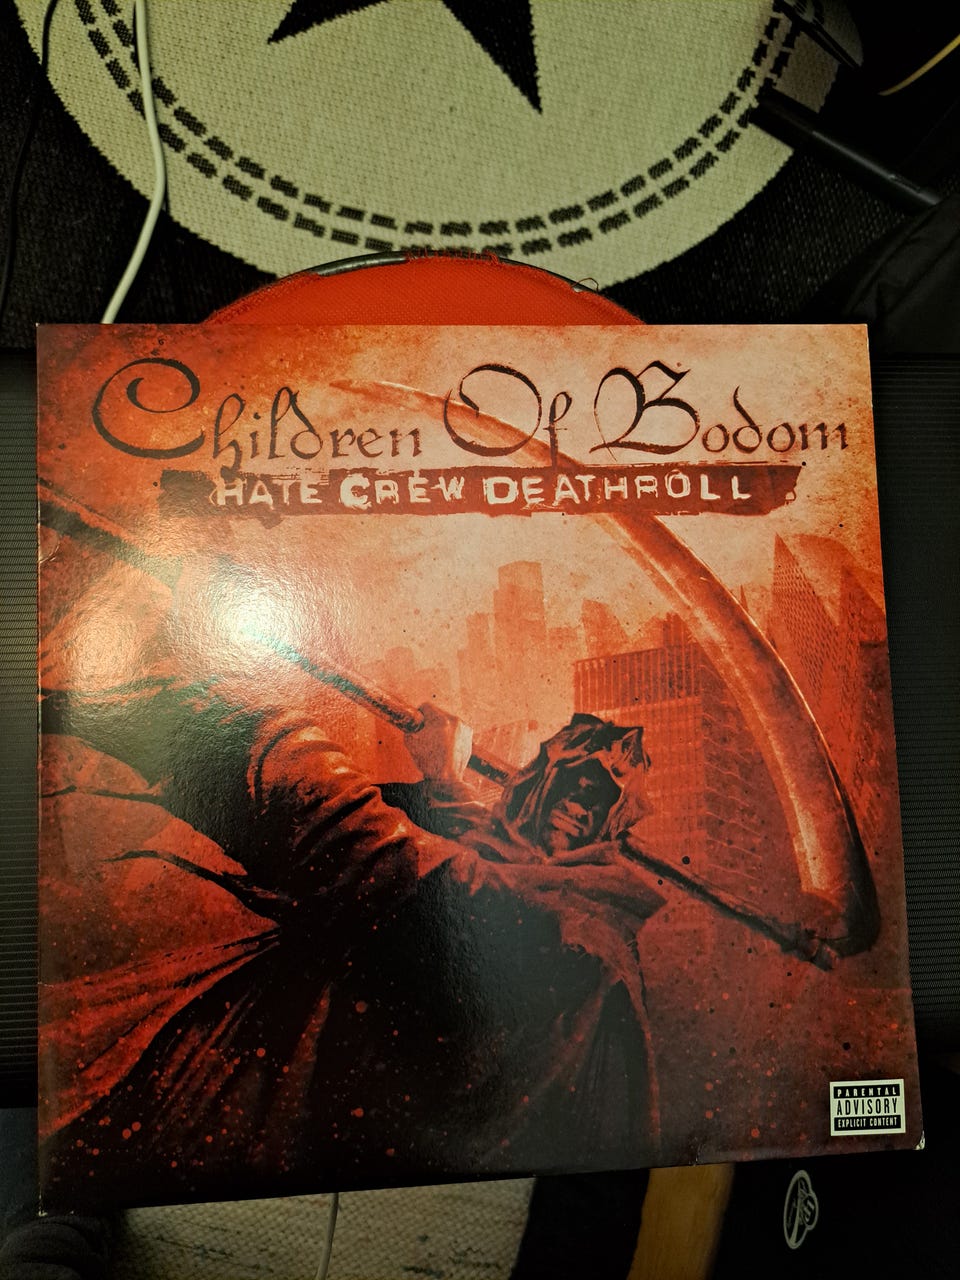 Children Of Bodom
HATE CREW DEATHROLL
PARENTAL
ADVISORY
EXPLICIT CONTENT